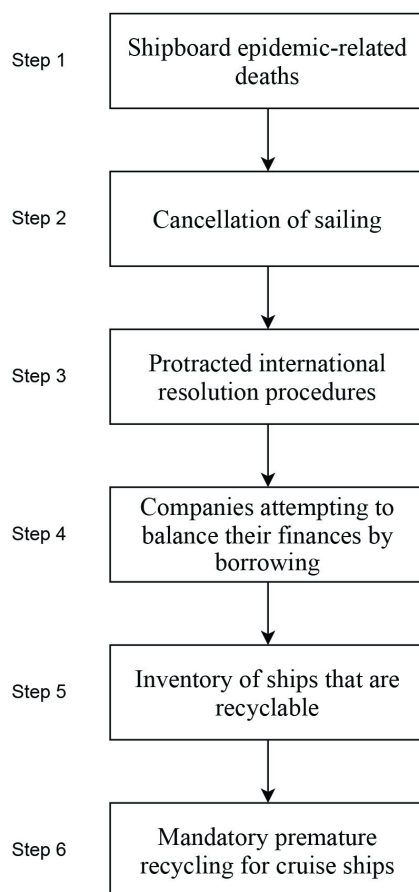 Step 1
Shipboard epidemic-related
deaths
Step 2
Cancellation of sailing
Step 3
Protracted international
resolution procedures
Step 4
Companies attempting to
balance their finances by
borrowing
Step 5
Inventory of ships that are
recyclable
Step 6
Mandatory premature
recycling for cruise ships